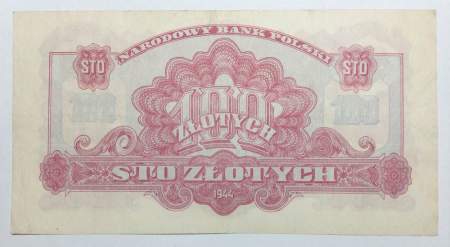 NARODOWY BANK POLSKI
STO STO
100
ZŁOTYCH
STO ZŁOTYCH
1944